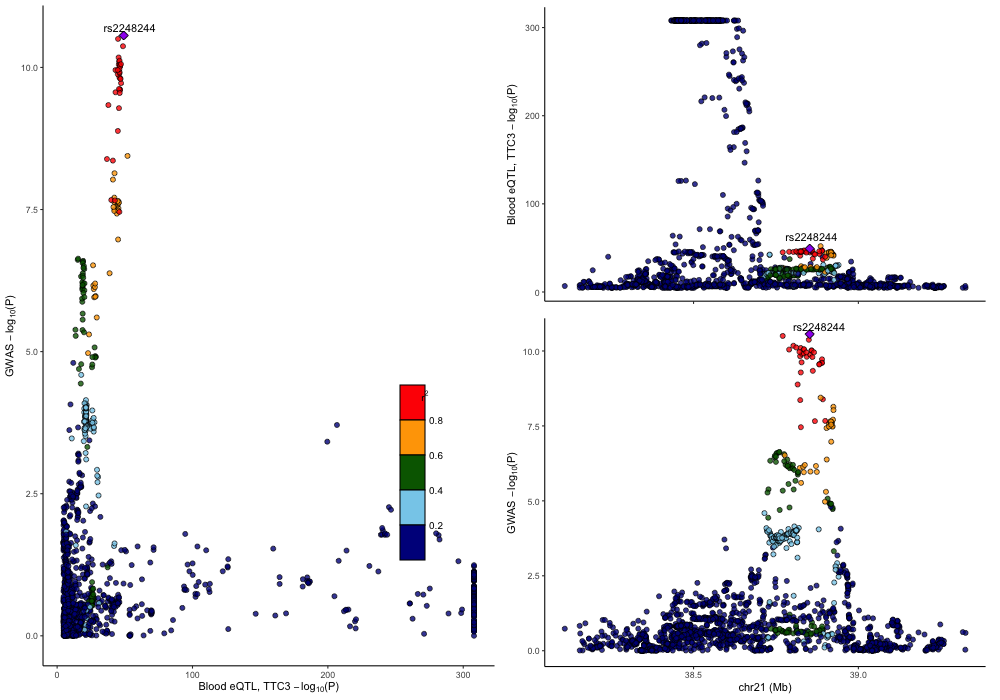 rs2248244
10.0
7.5
5.0
2.5
0.0
GWAS −log10(P)
0
100
200
300
Blood eQTL, TTC3 −log10(P)
r2
0.8
0.6
0.4
0.2
rs2248244
300
200
100
0
Blood eQTL, TTC3 −log10(P)
rs2248244
10.0
7.5
5.0
2.5
0.0
GWAS −log10(P)
38.5
39.0
chr21 (Mb)